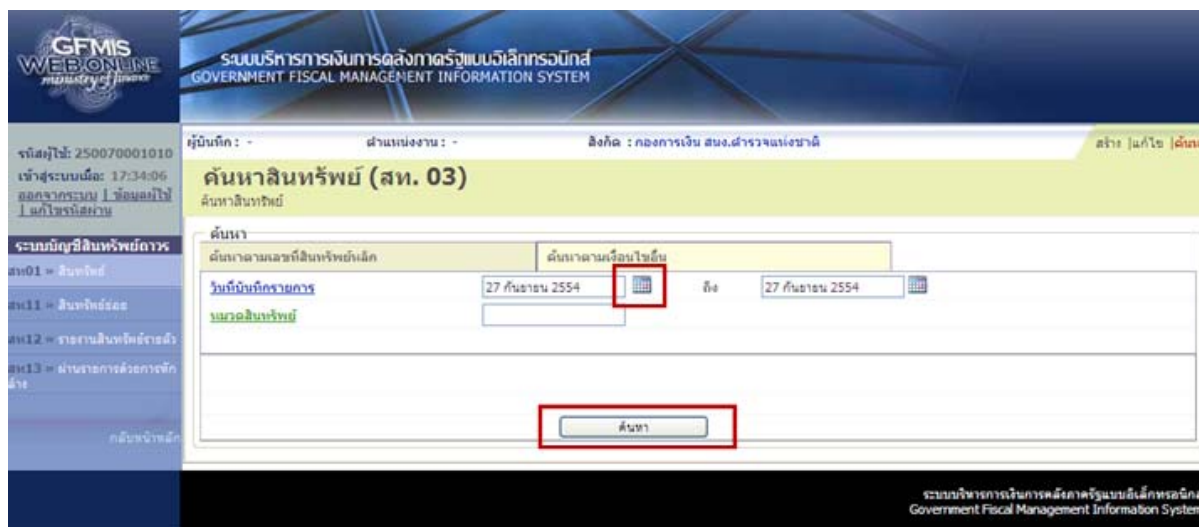 GFMIS
WEB ONLINE
ministry of finance
ระบบบริหารการเงินการคลังภาครัฐแบบอิเล็กทรอนิกส์
GOVERNMENT FISCAL MANAGEMENT INFORMATION SYSTEM
รหัสผู้ใช้: 250070001010
เข้าสู่ระบบเมื่อ: 17:34:06
ออกจากระบบ | ข้อมูลผู้ใช้
| แก้ไขรหัสผ่าน
ผู้บันทึก : - ตำแหน่งงาน : - สังกัด : กองการเงิน สนง.ตำรวจแห่งชาติ
สร้าง |แก้ไข |ค้นหา
ค้นหาสินทรัพย์ (สท. 03)
ค้นหาสินทรัพย์
ระบบบัญชีสินทรัพย์ถาวร
สท01 » สินทรัพย์
สท11 » สินทรัพย์ย่อย
สท12 » รายงานสินทรัพย์รายตัว
สท13 » ผ่านรายการด้วยการหัก
ล้าง
กลับหน้าหลัก
ค้นหา
ค้นหาตามเลขที่สินทรัพย์หลัก ค้นหาตามเงื่อนไขอื่น
วันที่บันทึกรายการ 27 กันยายน 2554 ถึง 27 กันยายน 2554
หมวดสินทรัพย์
ค้นหา
ระบบบริหารการเงินการคลังภาครัฐแบบอิเล็กทรอนิกส์
Government Fiscal Management Information System